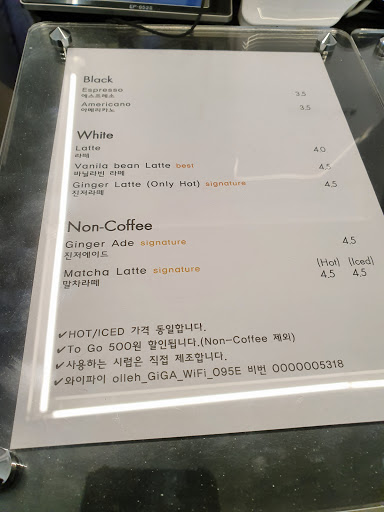 EP-8525
Black
Espresso 3.5
에스프레소
Americano 3.5
아메리카노
White
Latte 4.0
라떼
Vanila bean Latte best 4.5
바닐라빈 라떼
Ginger Latte (Only Hot) signature 4.5
진저라떼
Non-Coffee
Ginger Ade signature 4.5
진저에이드
(Hot) (Iced)
Matcha Latte signature 4.5 4.5
말차라떼
✔HOT/ICED 가격 동일합니다.
✔To Go 500원 할인됩니다.(Non-Coffee 제외)
✔사용하는 시럽은 직접 제조합니다.
✔와이파이 olleh_GiGA_WiFi_095E 비번 0000005318